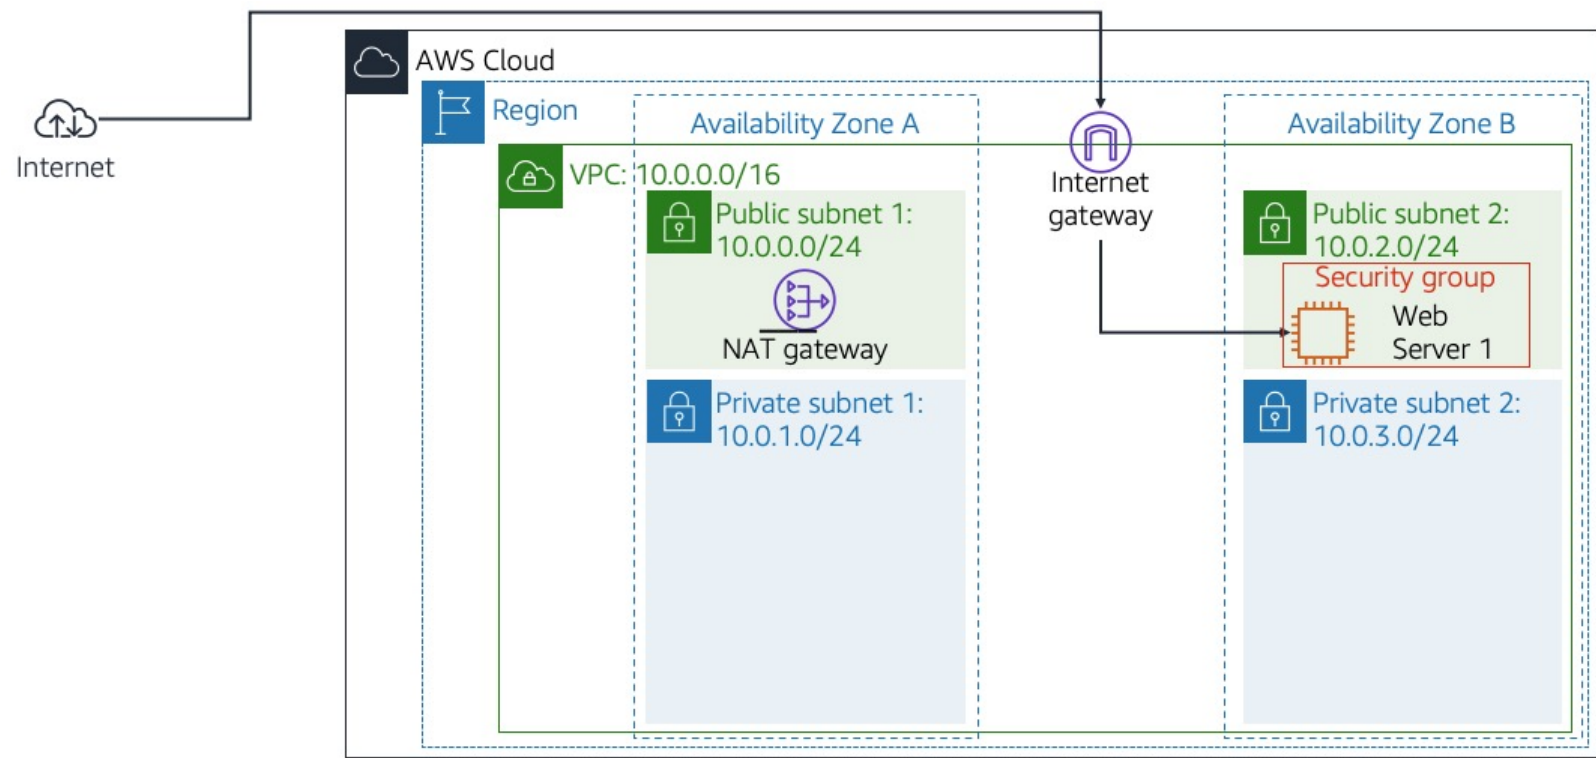 AWS Cloud
Region
Availability Zone A
Availability Zone B
Internet
VPC: 10.0.0.0/16
Internet
gateway
Public subnet 1:
10.0.0.0/24
NAT gateway
Public subnet 2:
10.0.2.0/24
Security group
Web
Server 1
Private subnet 1:
10.0.1.0/24
Private subnet 2:
10.0.3.0/24